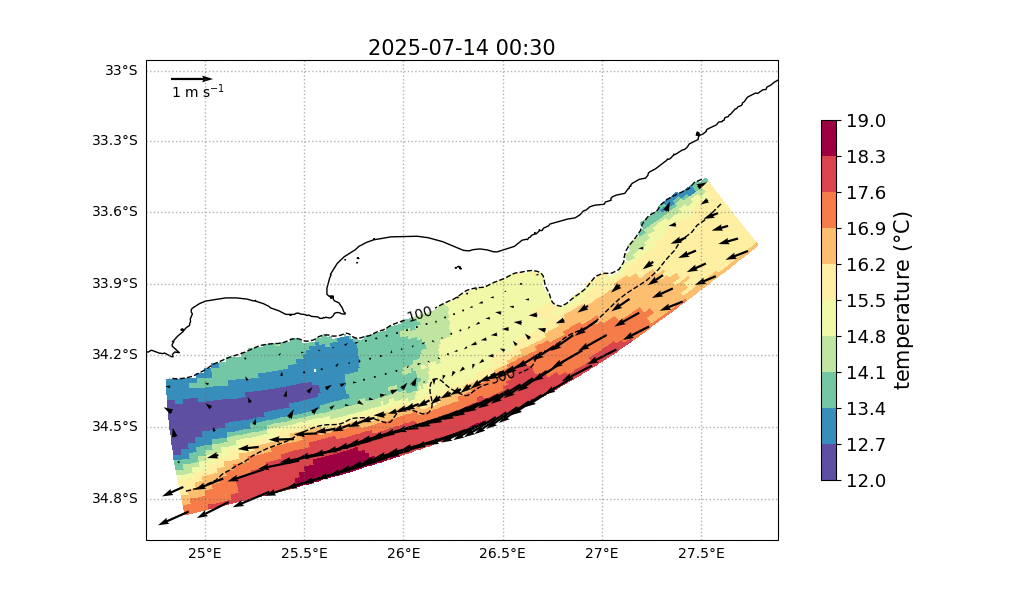 2025-07-14 00:30
1 m s⁻¹
33°S
33.3°S
33.6°S
33.9°S
34.2°S
34.5°S
34.8°S
100
25°E
25.5°E
26°E
26.5°E
27°E
27.5°E
19.0
18.3
17.6
16.9
16.2
15.5
14.8
14.1
13.4
12.7
12.0
temperature (°C)